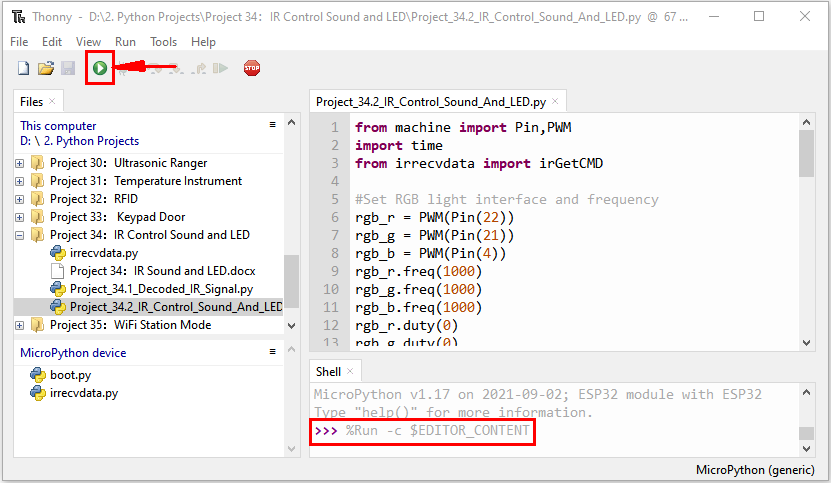 Thonny - D:\2. Python Projects\Project 34：IR Control Sound and LED\Project_34.2_IR_Control_Sound_And_LED.py @ 67 ...
File Edit View Run Tools Help
STOP
Files
This computer
D: \ 2. Python Projects
Project 30：Ultrasonic Ranger
Project 31：Temperature Instrument
Project 32：RFID
Project 33： Keypad Door
Project 34：IR Control Sound and LED
irrecvdata.py
Project 34：IR Sound and LED.docx
Project_34.1_Decoded_IR_Signal.py
Project_34.2_IR_Control_Sound_And_LED
Project 35：WiFi Station Mode
MicroPython device
boot.py
irrecvdata.py
Project_34.2_IR_Control_Sound_And_LED.py
1 from machine import Pin,PWM
2 import time
3 from irrecvdata import irGetCMD
4
5 #Set RGB light interface and frequency
6 rgb_r = PWM(Pin(22))
7 rgb_g = PWM(Pin(21))
8 rgb_b = PWM(Pin(4))
9 rgb_r.freq(1000)
10 rgb_g.freq(1000)
11 rgb_b.freq(1000)
12 rgb_r.duty(0)
13 rgb_g.duty(0)
Shell
MicroPython v1.17 on 2021-09-02; ESP32 module with ESP32
Type "help()" for more information.
>>> %Run -c $EDITOR_CONTENT
MicroPython (generic)